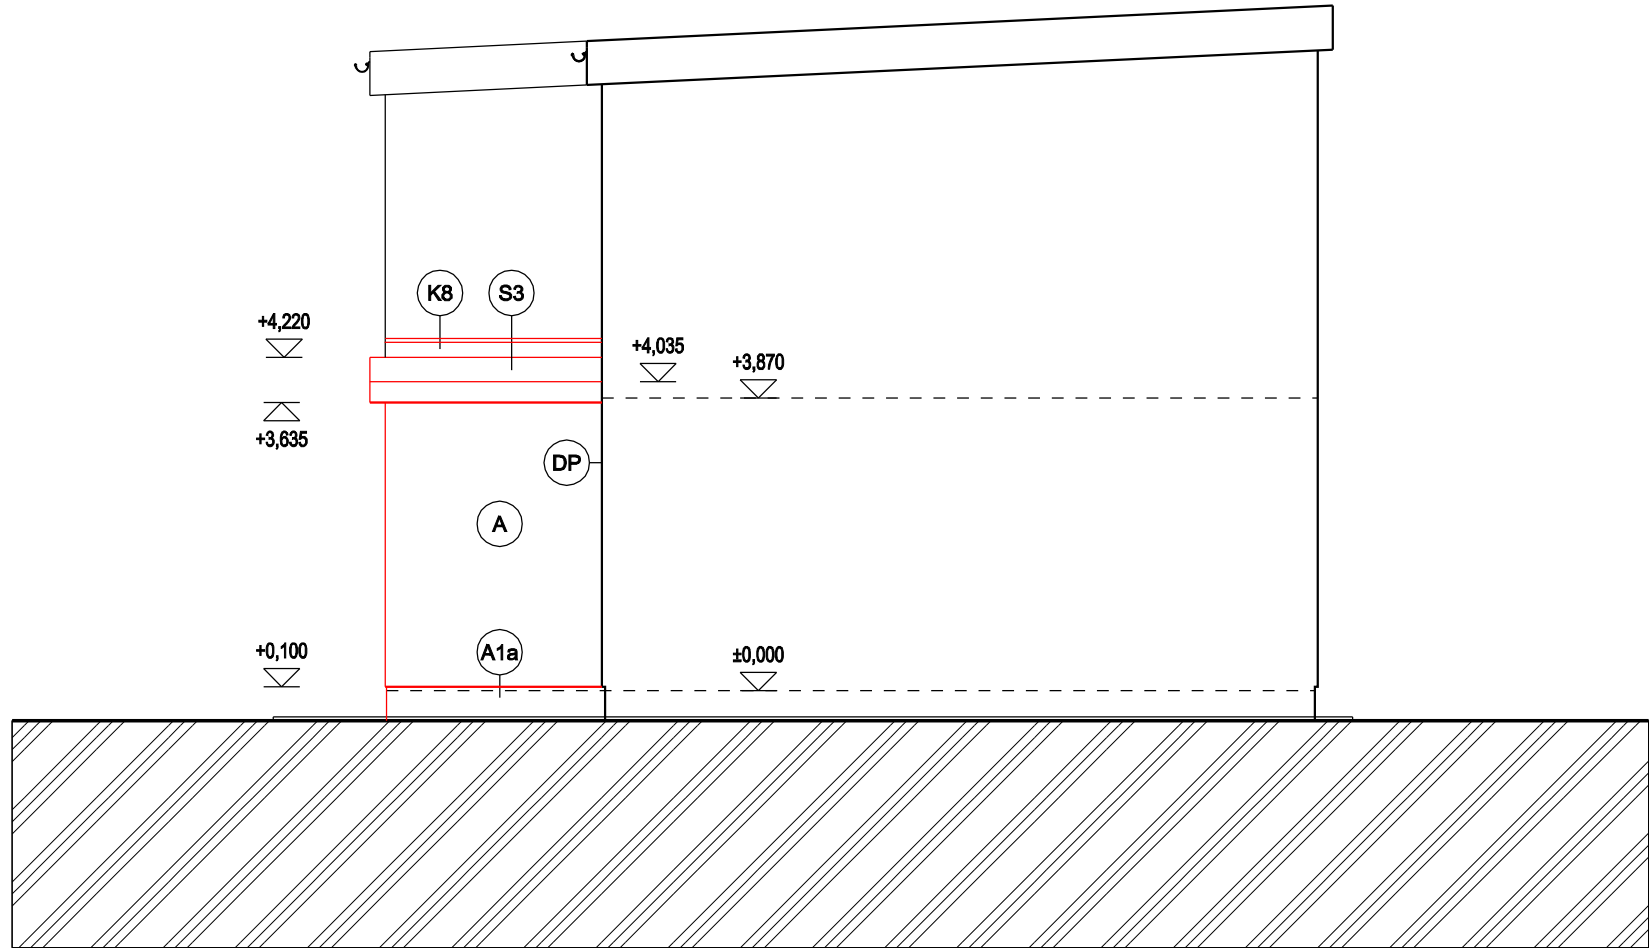 K8
S3
+4,220
+4,035
+3,870
+3,635
DP
A
+0,100
A1a
±0,000